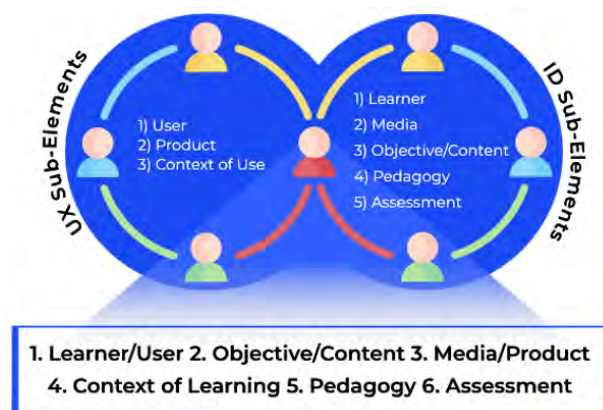 UX Sub-Elements
1) User
2) Product
3) Context of Use
1) Learner
2) Media
3) Objective/Content
4) Pedagogy
5) Assessment
ID Sub-Elements
1. Learner/User 2. Objective/Content 3. Media/Product
4. Context of Learning 5. Pedagogy 6. Assessment